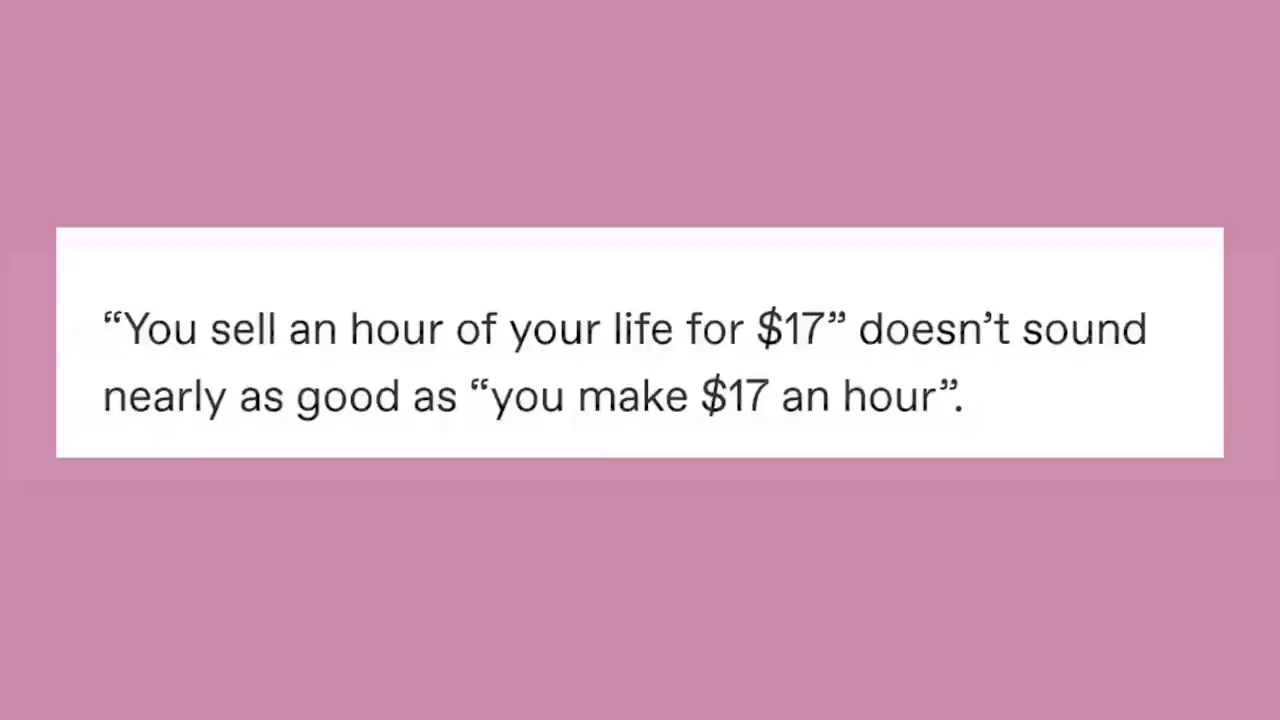 “You sell an hour of your life for $17” doesn’t sound
nearly as good as “you make $17 an hour”.